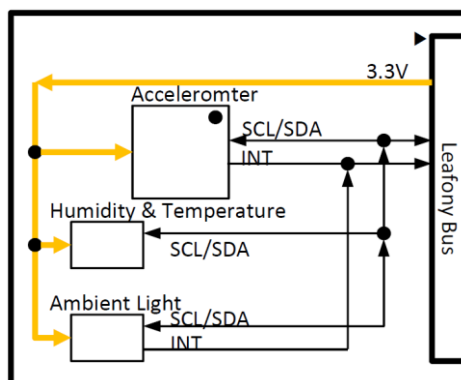 3.3V
Acceleromter
SCL/SDA
INT
Humidity & Temperature
SCL/SDA
Ambient Light
SCL/SDA
INT
Leafony Bus